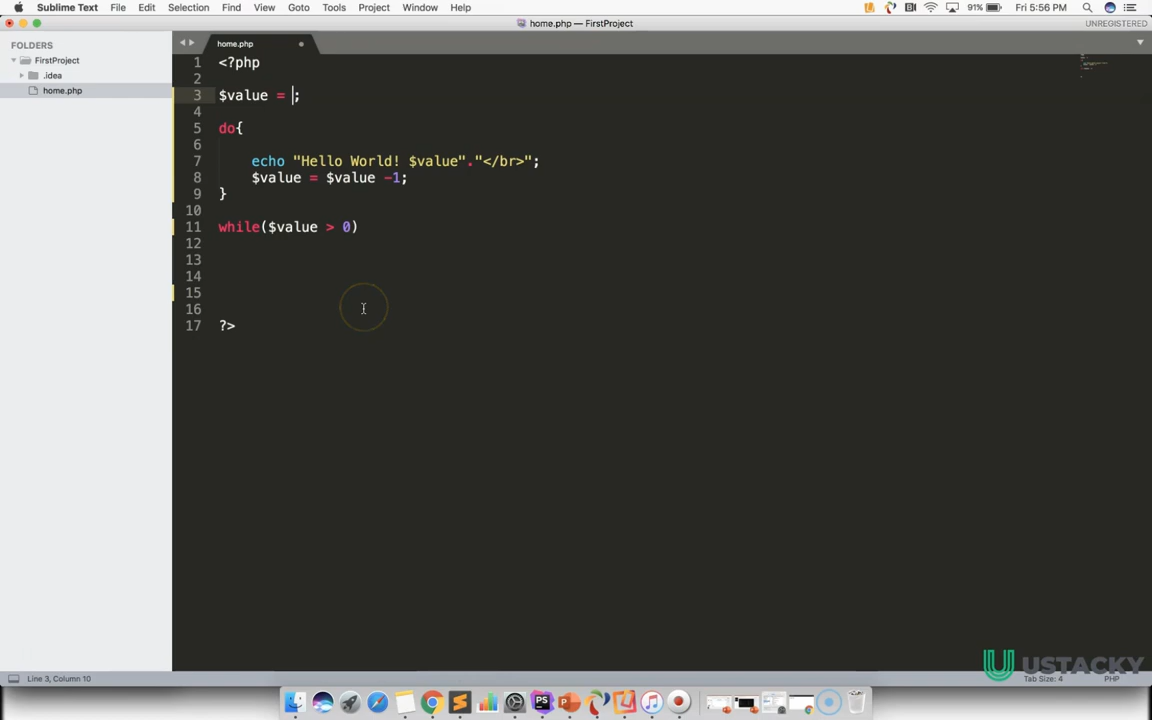 Sublime Text File Edit Selection Find View Goto Tools Project Window Help 91% Fri 5:56 PM
home.php — FirstProject UNREGISTERED
FOLDERS
FirstProject
.idea
home.php
home.php
1 <?php
2
3 $value = ;
4
5 do{
6
7 echo "Hello World! $value"."</br>";
8 $value = $value -1;
9 }
10
11 while($value > 0)
12
13
14
15
16
17 ?>
USTACKY
Line 3, Column 10 Tab Size: 4 PHP